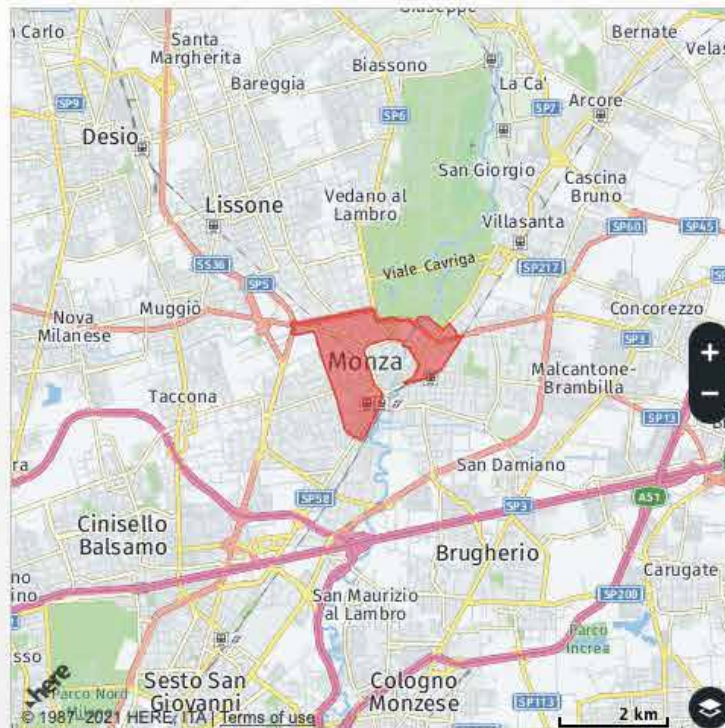 Giuseppe
Carlo
Santa
Margherita
Bernate
Biassono
Bareggia
La Ca'
SP9
SP6
SP7
Arcore
Desio
San Giorgio
Cascina
Bruno
Vedano al
Lambro
Lissone
Villasanta
SP60
SP45
Viale Cavriga
SS36
SP5
SP217
Muggiò
Nova
Milanese
Concorezzo
SP3
+
Monza
−
Malcantone-
Brambilla
Taccona
SP13
San Damiano
SP58
SP3
A51
Cinisello
Balsamo
Brugherio
Carugate
San Maurizio
al Lambro
SP208
Parco
Increa
here
Parco Nord
Sesto San
Giovanni
Cologno
Monzese
SP113
2 km
© 1987-2021 HERE, ITA | Terms of use